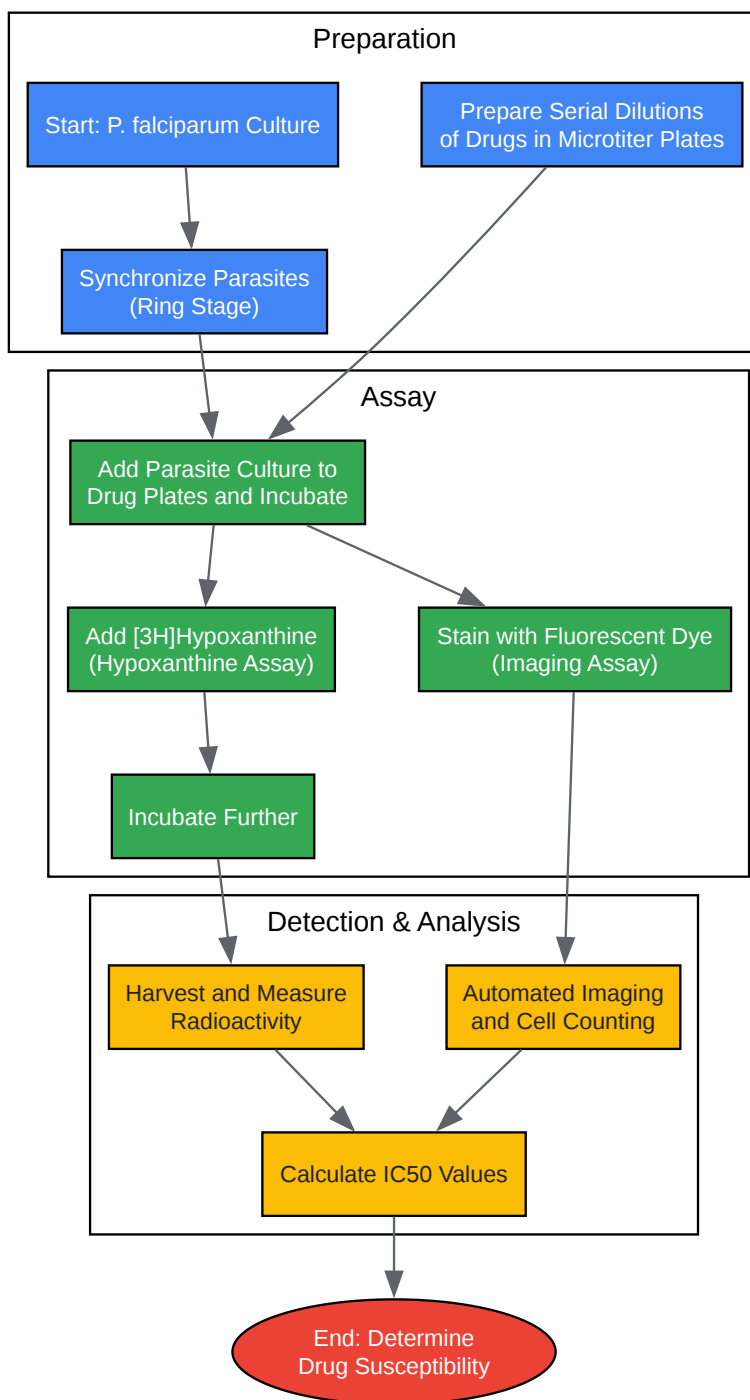 Preparation
Start: P. falciparum Culture
Prepare Serial Dilutions
of Drugs in Microtiter Plates
Synchronize Parasites
(Ring Stage)
Assay
Add Parasite Culture to
Drug Plates and Incubate
Add [3H]Hypoxanthine
(Hypoxanthine Assay)
Stain with Fluorescent Dye
(Imaging Assay)
Incubate Further
Detection & Analysis
Harvest and Measure
Radioactivity
Automated Imaging
and Cell Counting
Calculate IC50 Values
End: Determine
Drug Susceptibility